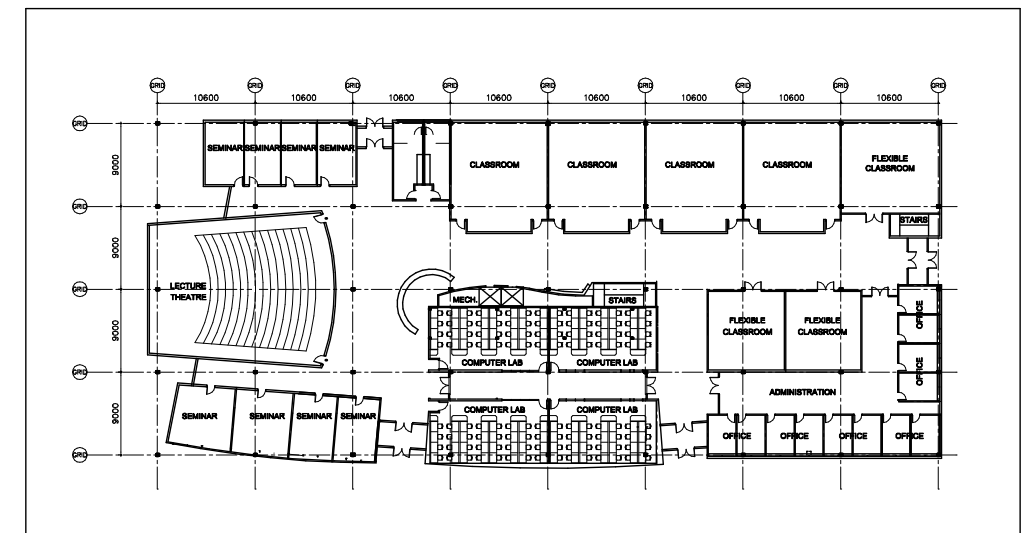 GRID GRID GRID GRID GRID GRID GRID GRID GRID
10600 10600 10600 10600 10600 10600 10600 10600
GRID
9000
SEMINAR SEMINAR SEMINAR SEMINAR
CLASSROOM CLASSROOM CLASSROOM CLASSROOM
FLEXIBLE
CLASSROOM
GRID
STAIRS
9000
LECTURE
THEATRE
GRID
MECH.
STAIRS
9000
FLEXIBLE
CLASSROOM
FLEXIBLE
CLASSROOM
OFFICE
OFFICE
COMPUTER LAB COMPUTER LAB
GRID
ADMINISTRATION
9000
SEMINAR SEMINAR SEMINAR SEMINAR
COMPUTER LAB COMPUTER LAB
OFFICE OFFICE OFFICE OFFICE
GRID